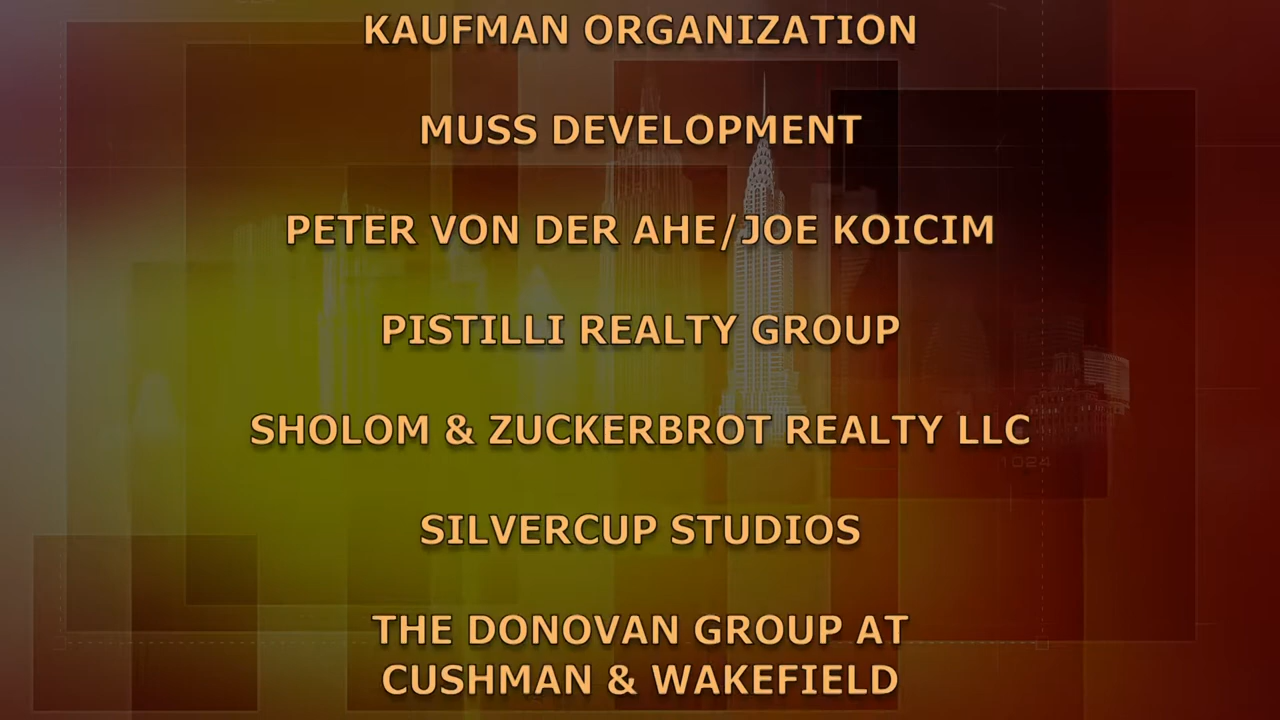 KAUFMAN ORGANIZATION
MUSS DEVELOPMENT
PETER VON DER AHE/JOE KOICIM
PISTILLI REALTY GROUP
SHOLOM & ZUCKERBROT REALTY LLC
1024
SILVERCUP STUDIOS
THE DONOVAN GROUP AT
CUSHMAN & WAKEFIELD